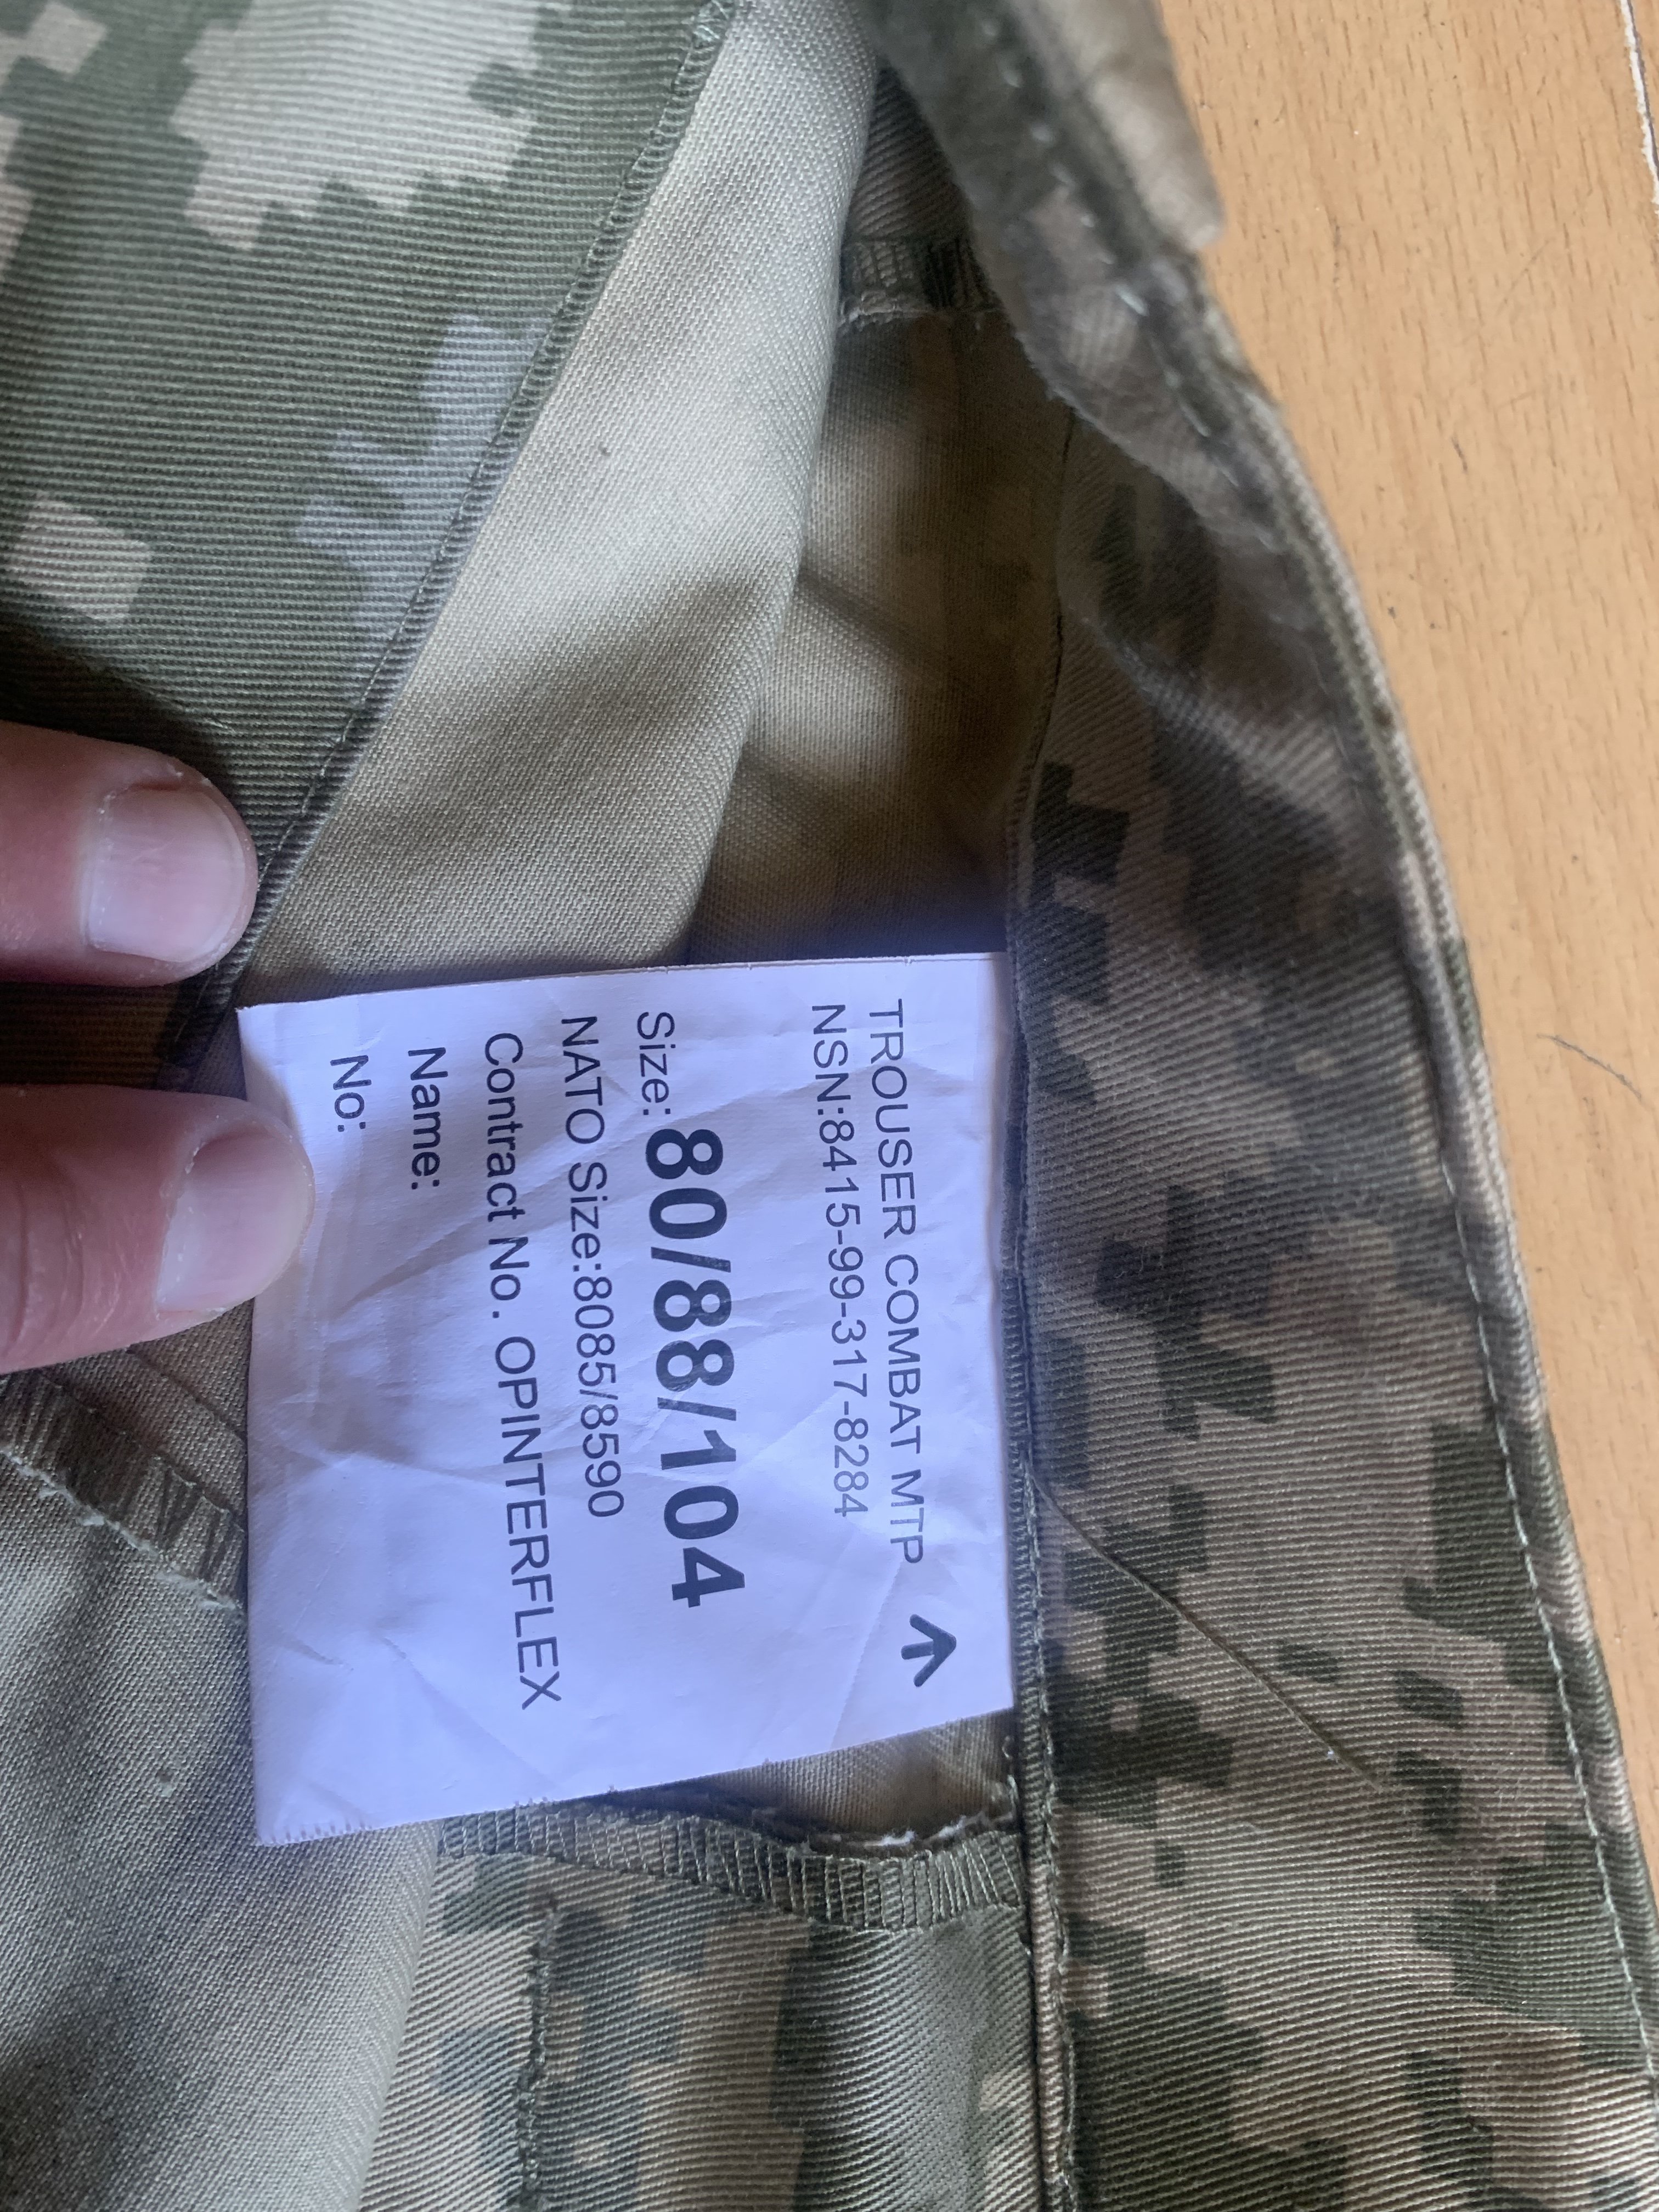 TROUSER COMBAT MTP
NSN:8415-99-317-8284
Size: 80/88/104
NATO Size:8085/8590
Contract No. OPINTERFLEX
Name:
No: